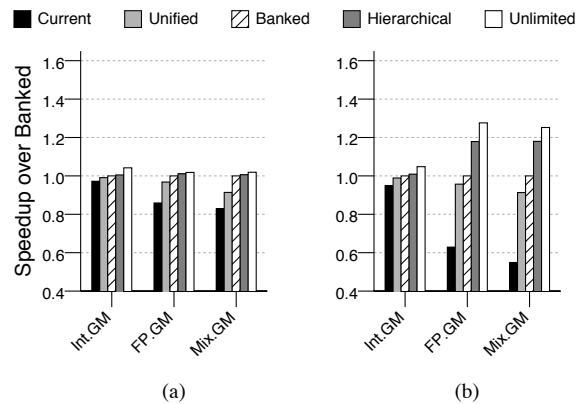 Current Unified Banked Hierarchical Unlimited
Speedup over Banked
1.6
1.4
1.2
1.0
0.8
0.6
0.4
Int.GM
FP.GM
Mix.GM
(a)
1.6
1.4
1.2
1.0
0.8
0.6
0.4
Int.GM
FP.GM
Mix.GM
(b)